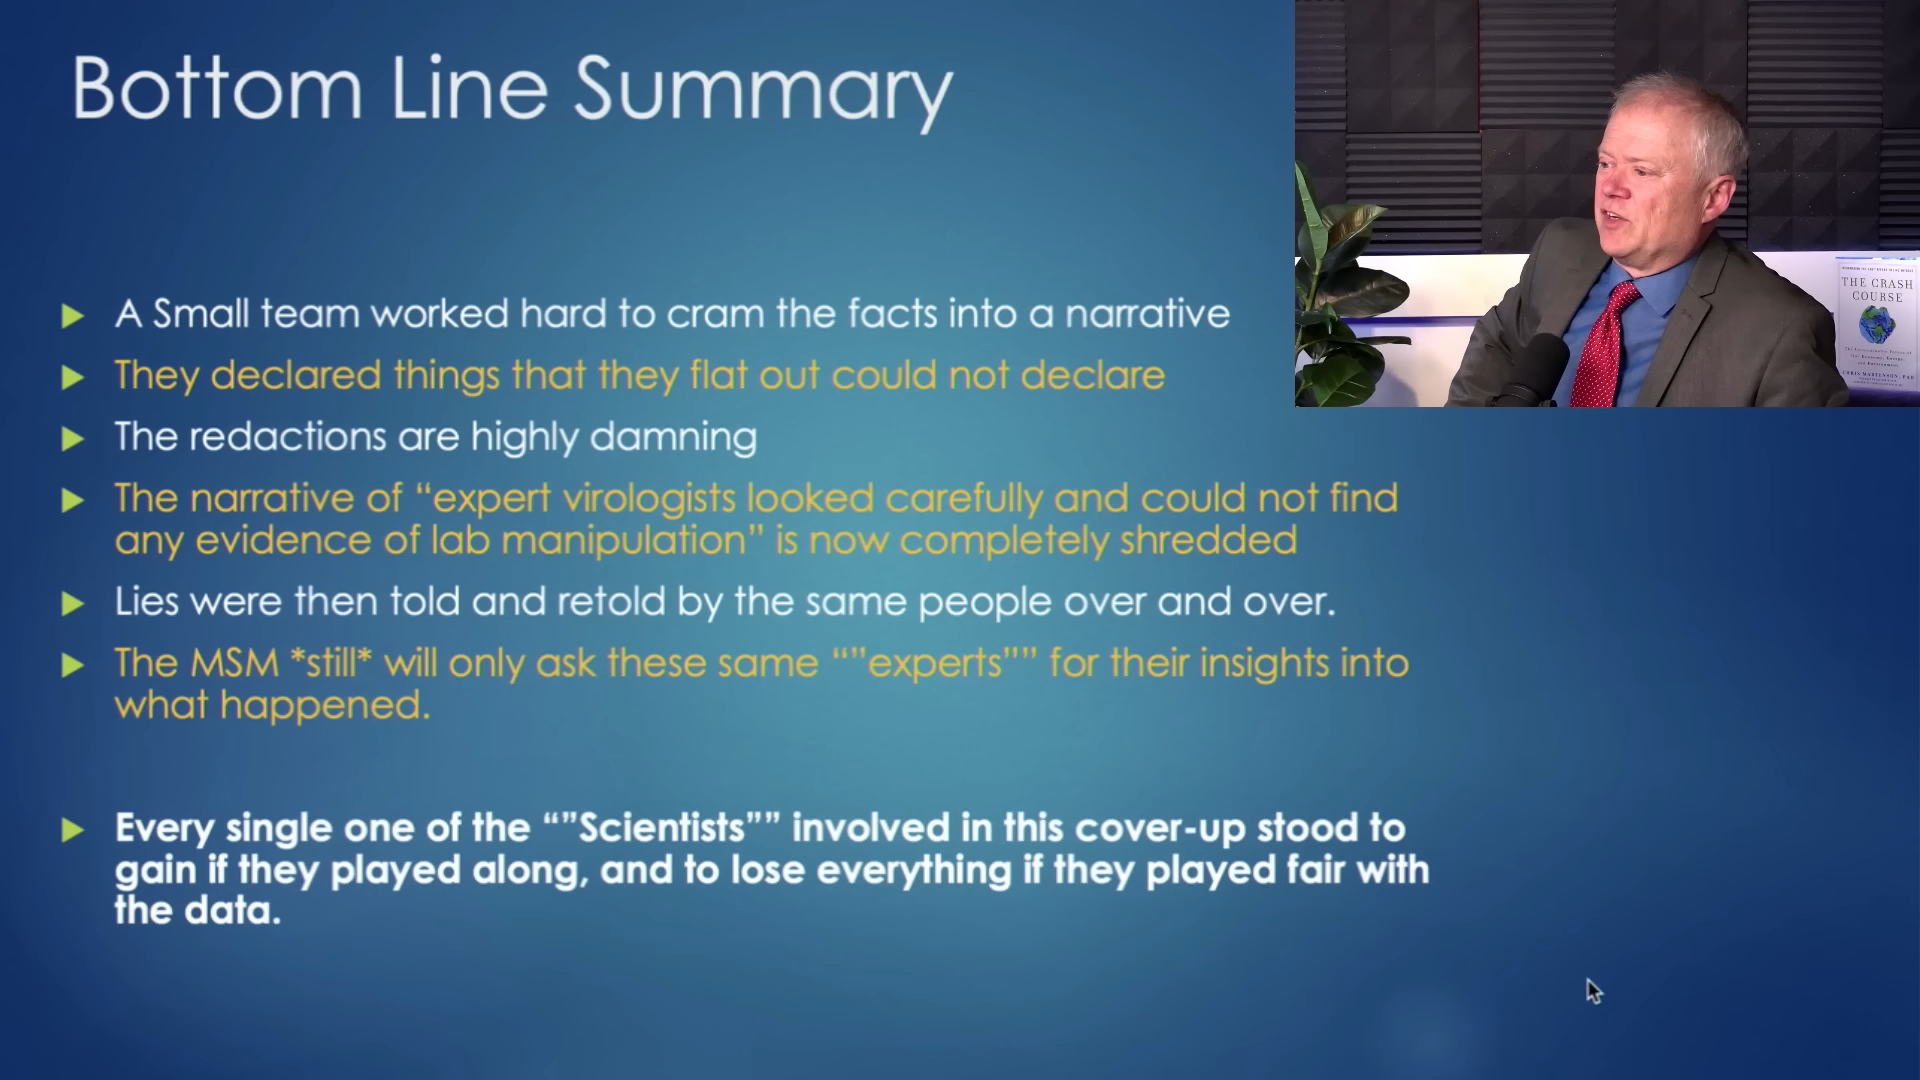 Bottom Line Summary
A Small team worked hard to cram the facts into a narrative
They declared things that they flat out could not declare
The redactions are highly damning
The narrative of “expert virologists looked carefully and could not find
any evidence of lab manipulation” is now completely shredded
Lies were then told and retold by the same people over and over.
The MSM *still* will only ask these same “”experts”” for their insights into
what happened.
Every single one of the “”Scientists”” involved in this cover-up stood to
gain if they played along, and to lose everything if they played fair with
the data.
THE CRASH
COURSE
CHRIS MARTENSON, PHD